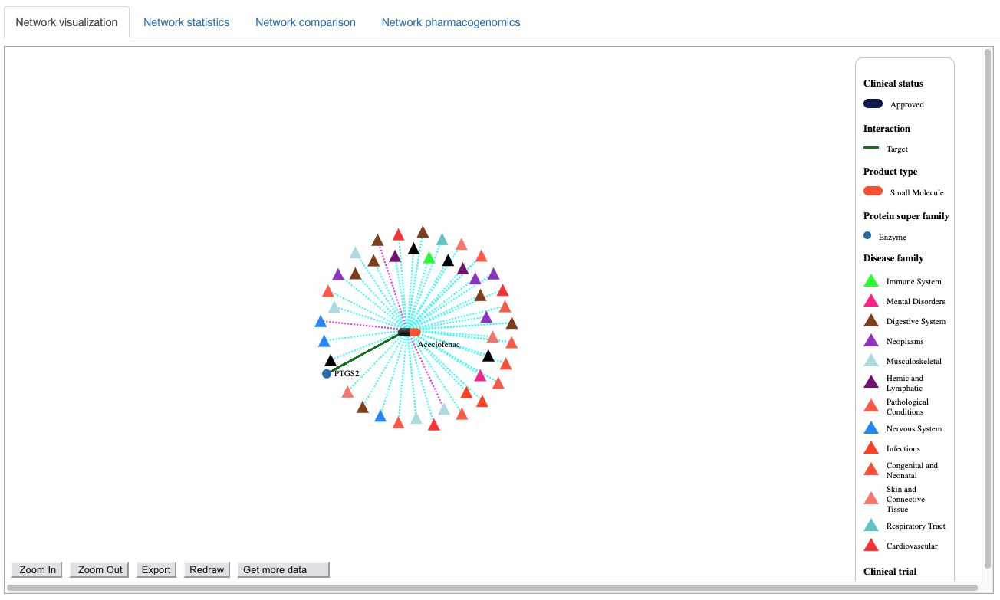 Network visualization
Network statistics
Network comparison
Network pharmacogenomics
Clinical status
Approved
Interaction
Target
Product type
Small Molecule
Protein super family
Enzyme
Disease family
Immune System
Mental Disorders
Digestive System
Neoplasms
Musculoskeletal
Hemic and
Lymphatic
Pathological
Conditions
Nervous System
Infections
Congenital and
Neonatal
Skin and
Connective
Tissue
Respiratory Tract
Cardiovascular
Clinical trial
Aceclofenac
PTGS2
Zoom In
Zoom Out
Export
Redraw
Get more data